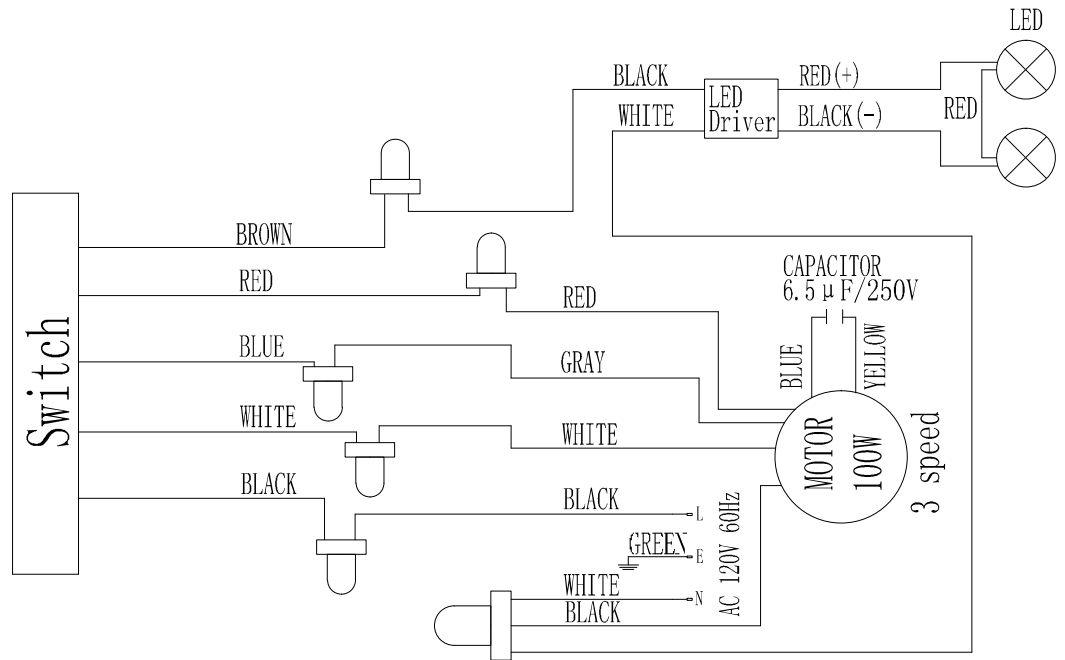 LED
BLACK
RED(+)
LED
Driver
WHITE
BLACK(-)
RED
BROWN
RED
CAPACITOR
6.5μF/250V
RED
BLUE
GRAY
BLUE
YELLOW
Switch
WHITE
WHITE
MOTOR
100W
3 speed
BLACK
BLACK
L
GREEN
E
AC 120V 60Hz
WHITE
N
BLACK